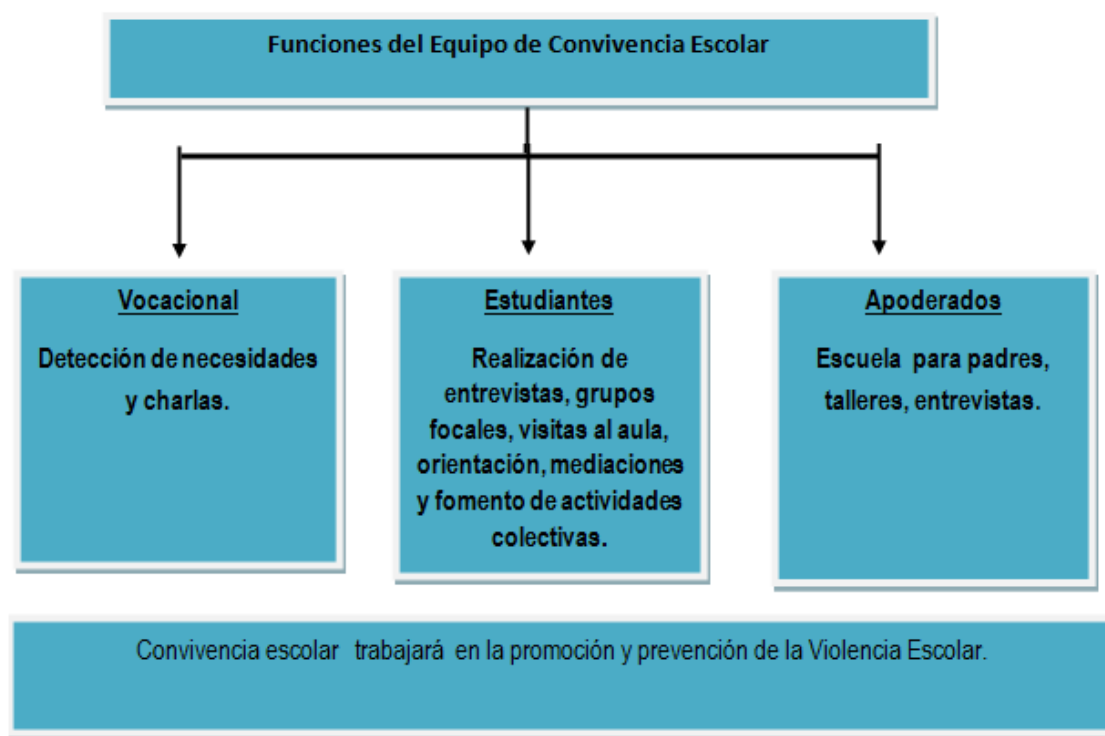 Funciones del Equipo de Convivencia Escolar
Vocacional
Detección de necesidades
y charlas.
Estudiantes
Realización de
entrevistas, grupos
focales, visitas al aula,
orientación, mediaciones
y fomento de actividades
colectivas.
Apoderados
Escuela para padres,
talleres, entrevistas.
Convivencia escolar trabajará en la promoción y prevención de la Violencia Escolar.